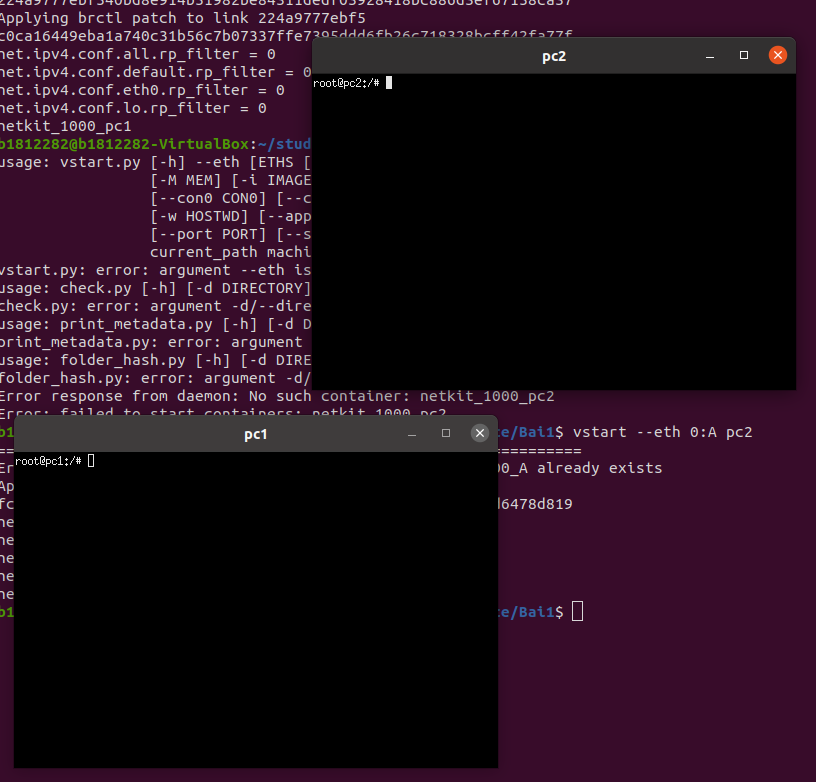 Applying brctl patch to link 224a9777ebf5
c0ca16449eba1a740c31b56c7b07337ffe7395ddd6fb26c718328bcff42fa77f
net.ipv4.conf.all.rp_filter = 0
net.ipv4.conf.default.rp_filter = 0
net.ipv4.conf.eth0.rp_filter = 0
net.ipv4.conf.lo.rp_filter = 0
netkit_1000_pc1
b1812282@b1812282-VirtualBox:~/stud
usage: vstart.py [-h] --eth [ETHS [
[-M MEM] [-i IMAGE
[--con0 CON0] [--c
[-w HOSTWD] [--app
[--port PORT] [--s
current_path machi
vstart.py: error: argument --eth is
usage: check.py [-h] [-d DIRECTORY]
check.py: error: argument -d/--dire
usage: print_metadata.py [-h] [-d D
print_metadata.py: error: argument
usage: folder_hash.py [-h] [-d DIRE
folder_hash.py: error: argument -d/
Error response from daemon: No such container: netkit_1000_pc2
Error: failed to start containers: netkit_1000_pc2
b1
te/Bai1$ vstart --eth 0:A pc2
==
===========
Er
00_A already exists
Ap
fc
d6478d819
ne
ne
ne
ne
ne
b1
te/Bai1$
pc2
root@pc2:/#
pc1
root@pc1:/#